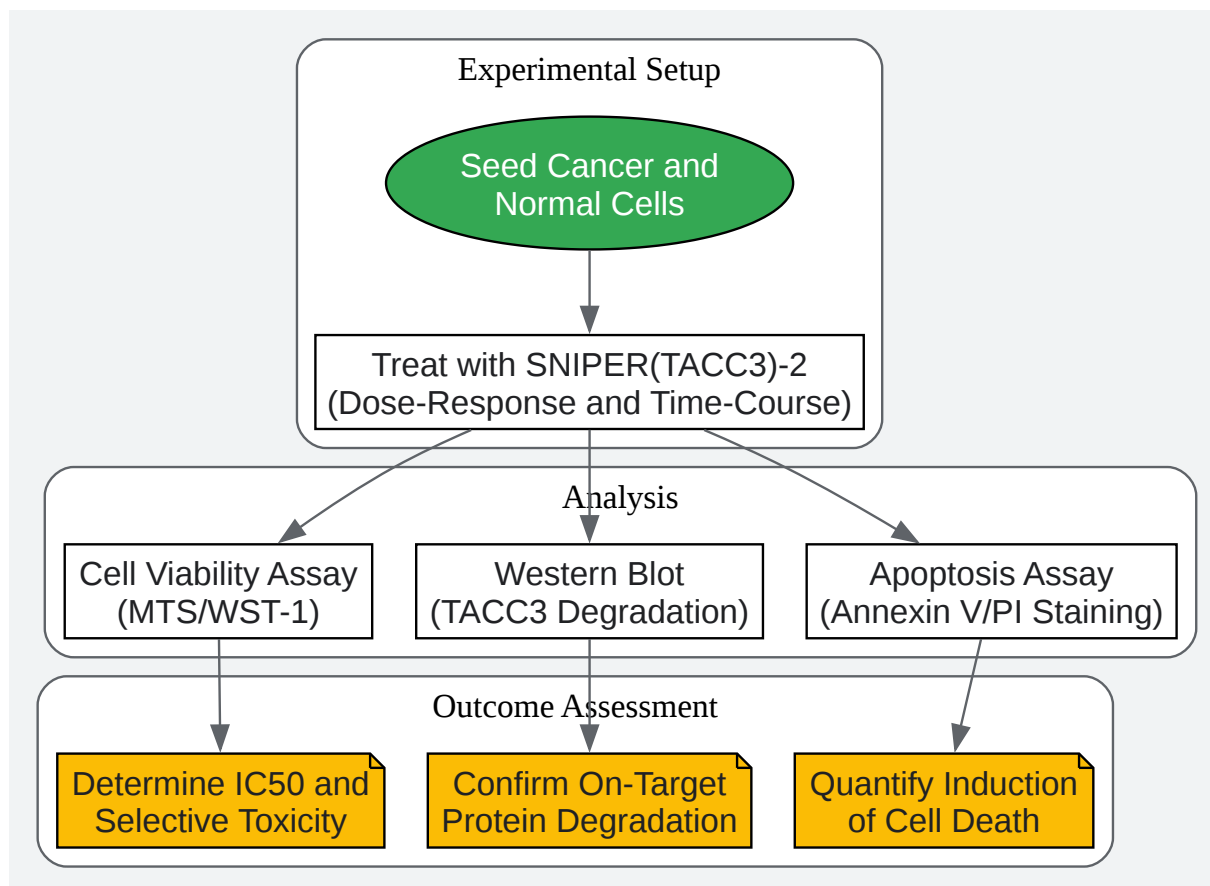 Experimental Setup
Seed Cancer and
Normal Cells
Treat with SNIPER(TACC3)-2
(Dose-Response and Time-Course)
Analysis
Cell Viability Assay
(MTS/WST-1)
Western Blot
(TACC3 Degradation)
Apoptosis Assay
(Annexin V/PI Staining)
Outcome Assessment
Determine IC50 and
Selective Toxicity
Confirm On-Target
Protein Degradation
Quantify Induction
of Cell Death